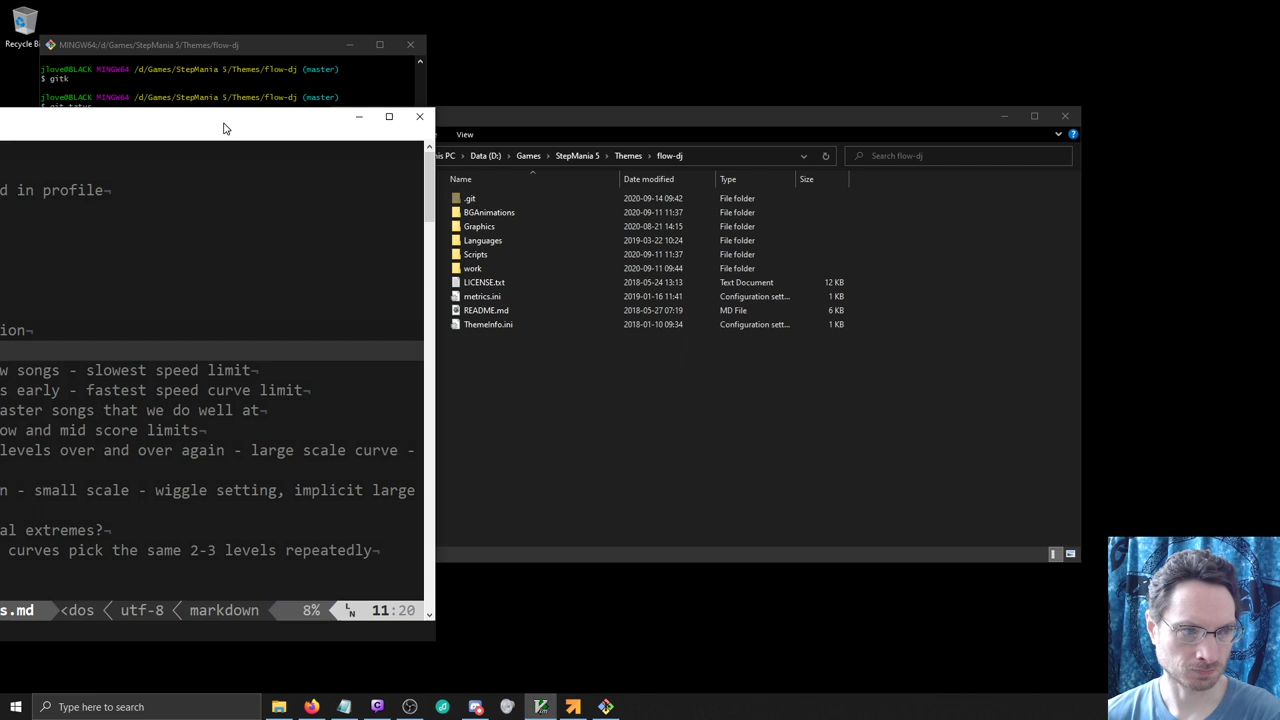 Recycle Bi
MINGW64:/d/Games/StepMania 5/Themes/flow-dj
jlove@BLACK MINGW64 /d/Games/StepMania 5/Themes/flow-dj (master)
$ gitk
jlove@BLACK MINGW64 /d/Games/StepMania 5/Themes/flow-dj (master)
$ git tatus
d in profile¬
ion¬
w songs - slowest speed limit¬
s early - fastest speed curve limit¬
aster songs that we do well at¬
ow and mid score limits¬
levels over and over again - large scale curve -
n - small scale - wiggle setting, implicit large
al extremes?¬
curves pick the same 2-3 levels repeatedly¬
s.md <dos utf-8 markdown 8% LN 11:20
View
his PC > Data (D:) > Games > StepMania 5 > Themes > flow-dj
Search flow-dj
Name Date modified Type Size
.git 2020-09-14 09:42 File folder
BGAnimations 2020-09-11 11:37 File folder
Graphics 2020-08-21 14:15 File folder
Languages 2019-03-22 10:24 File folder
Scripts 2020-09-11 11:37 File folder
work 2020-09-11 09:44 File folder
LICENSE.txt 2018-05-24 13:13 Text Document 12 KB
metrics.ini 2019-01-16 11:41 Configuration sett... 1 KB
README.md 2018-05-27 07:19 MD File 6 KB
ThemeInfo.ini 2018-01-10 09:34 Configuration sett... 1 KB
Type here to search